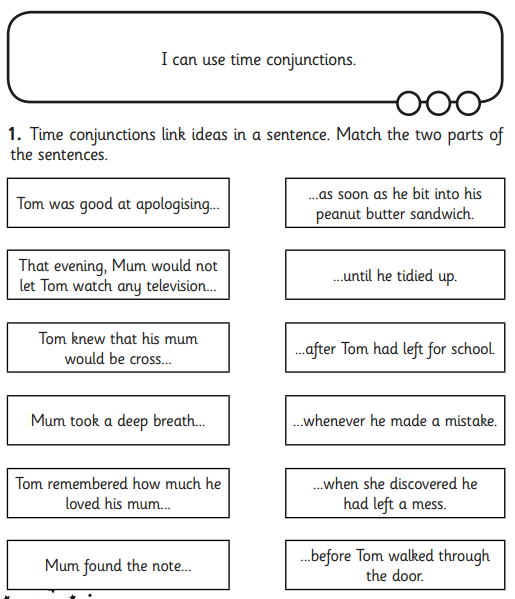 I can use time conjunctions.
1. Time conjunctions link ideas in a sentence. Match the two parts of
the sentences.
Tom was good at apologising...
...as soon as he bit into his
peanut butter sandwich.
That evening, Mum would not
let Tom watch any television...
...until he tidied up.
Tom knew that his mum
would be cross...
...after Tom had left for school.
Mum took a deep breath...
...whenever he made a mistake.
Tom remembered how much he
loved his mum...
...when she discovered he
had left a mess.
Mum found the note...
...before Tom walked through
the door.